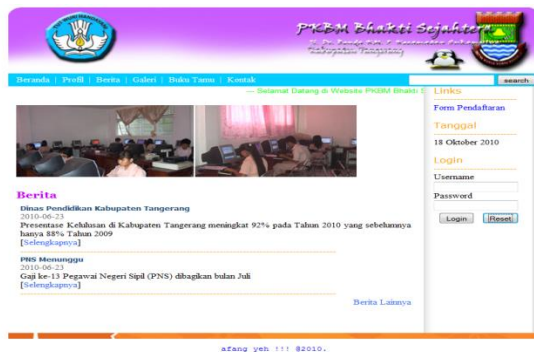 PKBM Bhakti Sejahtera
Kabupaten Tangerang
Beranda | Profil | Berita | Galeri | Buku Tamu | Kontak
search
--- Selamat Datang di Website PKBM Bhakti S
Links
Form Pendaftaran
Tanggal
18 Oktober 2010
Login
Username
Password
Login Reset
Berita
Dinas Pendidikan Kabupaten Tangerang
2010-06-23
Presentase Kelulusan di Kabupaten Tangerang meningkat 92% pada Tahun 2010 yang sebelumnya
hanya 88% Tahun 2009
[Selengkapnya]
PNS Menunggu
2010-06-23
Gaji ke-13 Pegawai Negeri Sipil (PNS) dibagikan bulan Juli
[Selengkapnya]
Berita Lainnya
afang yeh !!! @2010.